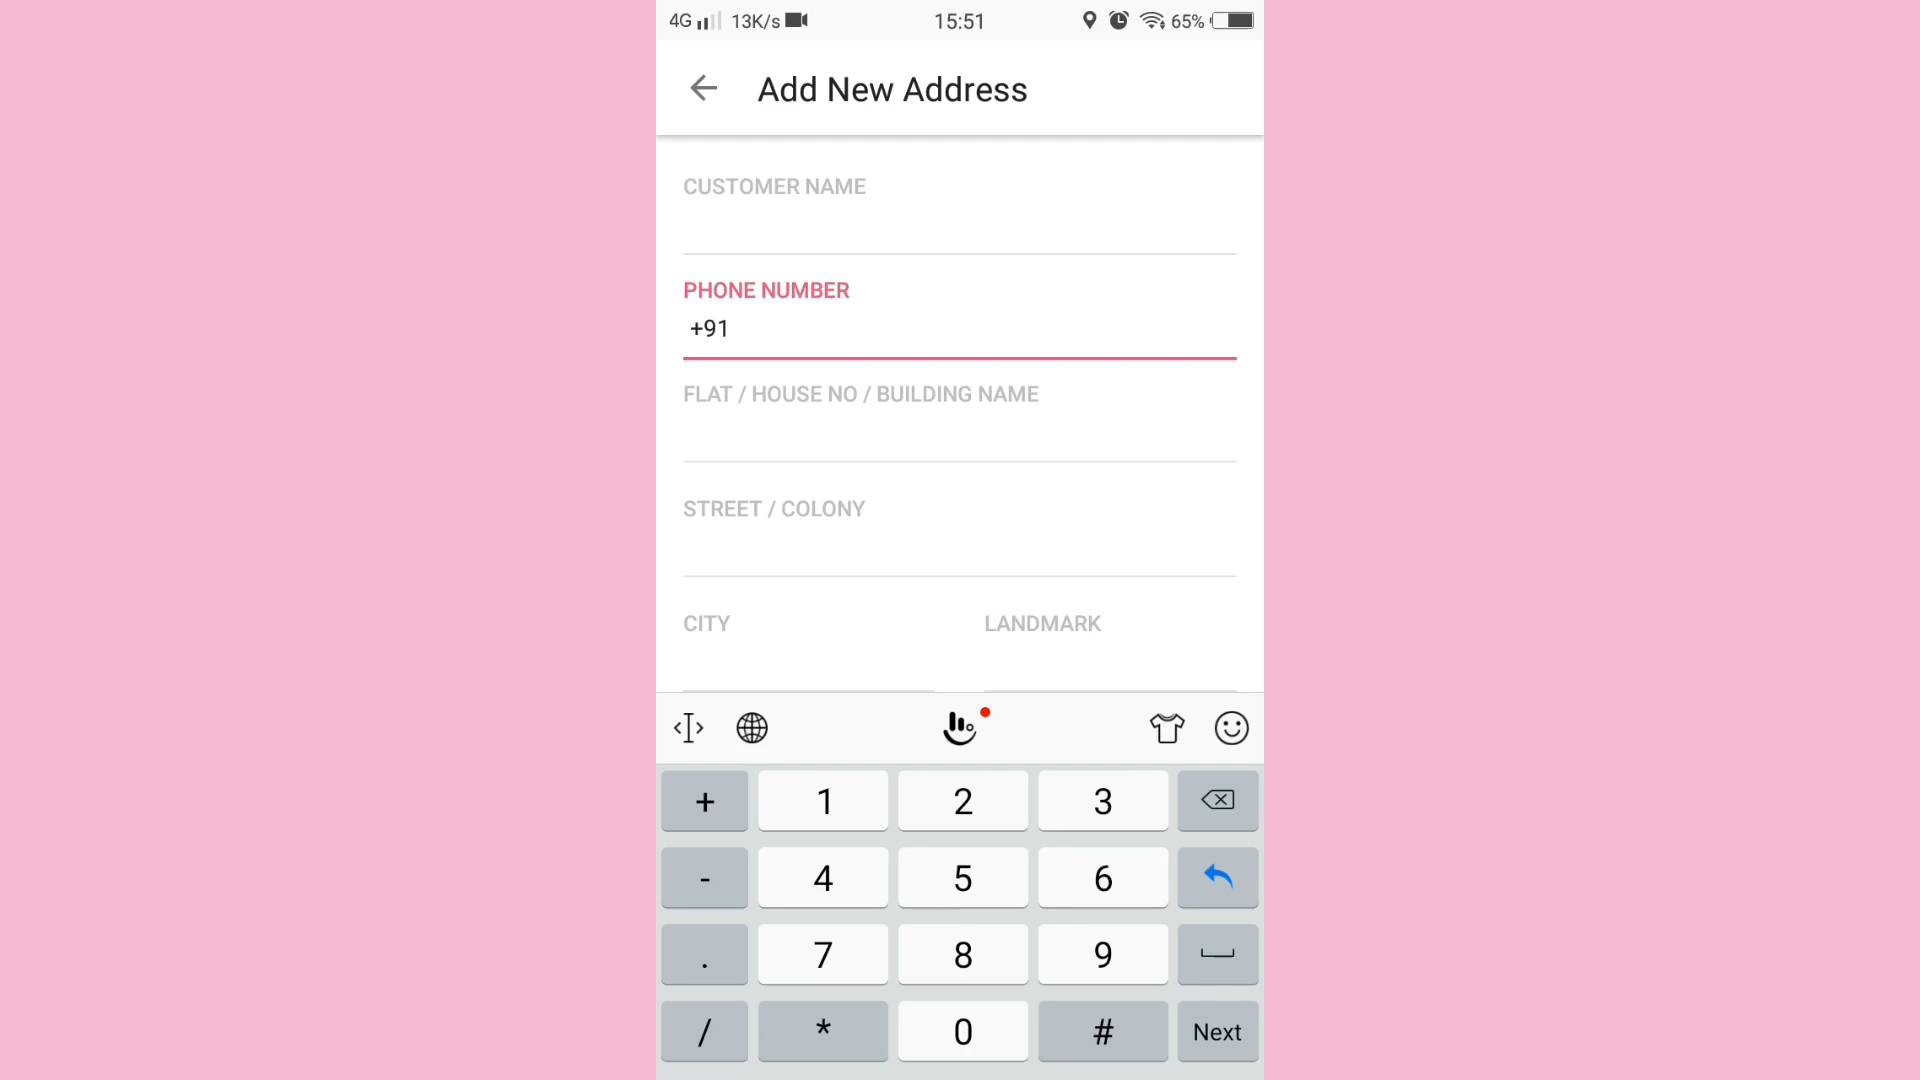 4G 13K/s 15:51 65%
Add New Address
CUSTOMER NAME
PHONE NUMBER
+91
FLAT / HOUSE NO / BUILDING NAME
STREET / COLONY
CITY LANDMARK
+ 1 2 3
- 4 5 6
. 7 8 9
/ * 0 # Next